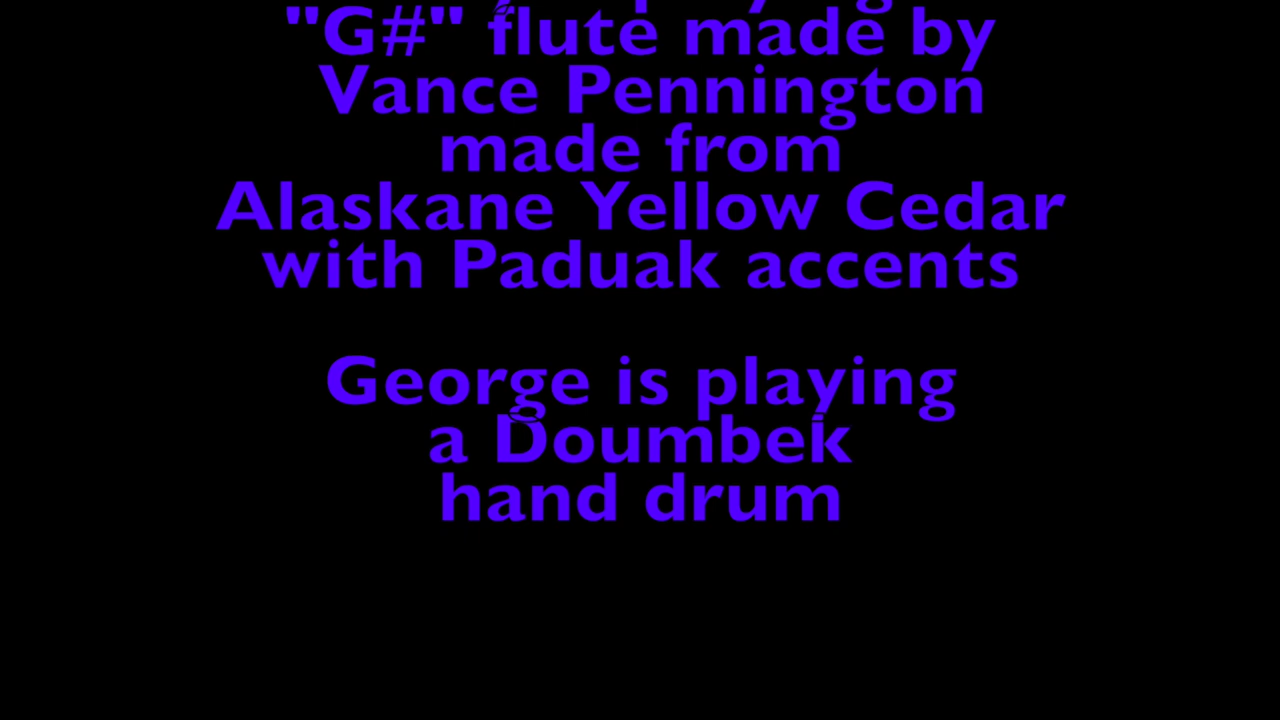 "G#" flute made by
Vance Pennington
made from
Alaskane Yellow Cedar
with Paduak accents
George is playing
a Doumbek
hand drum